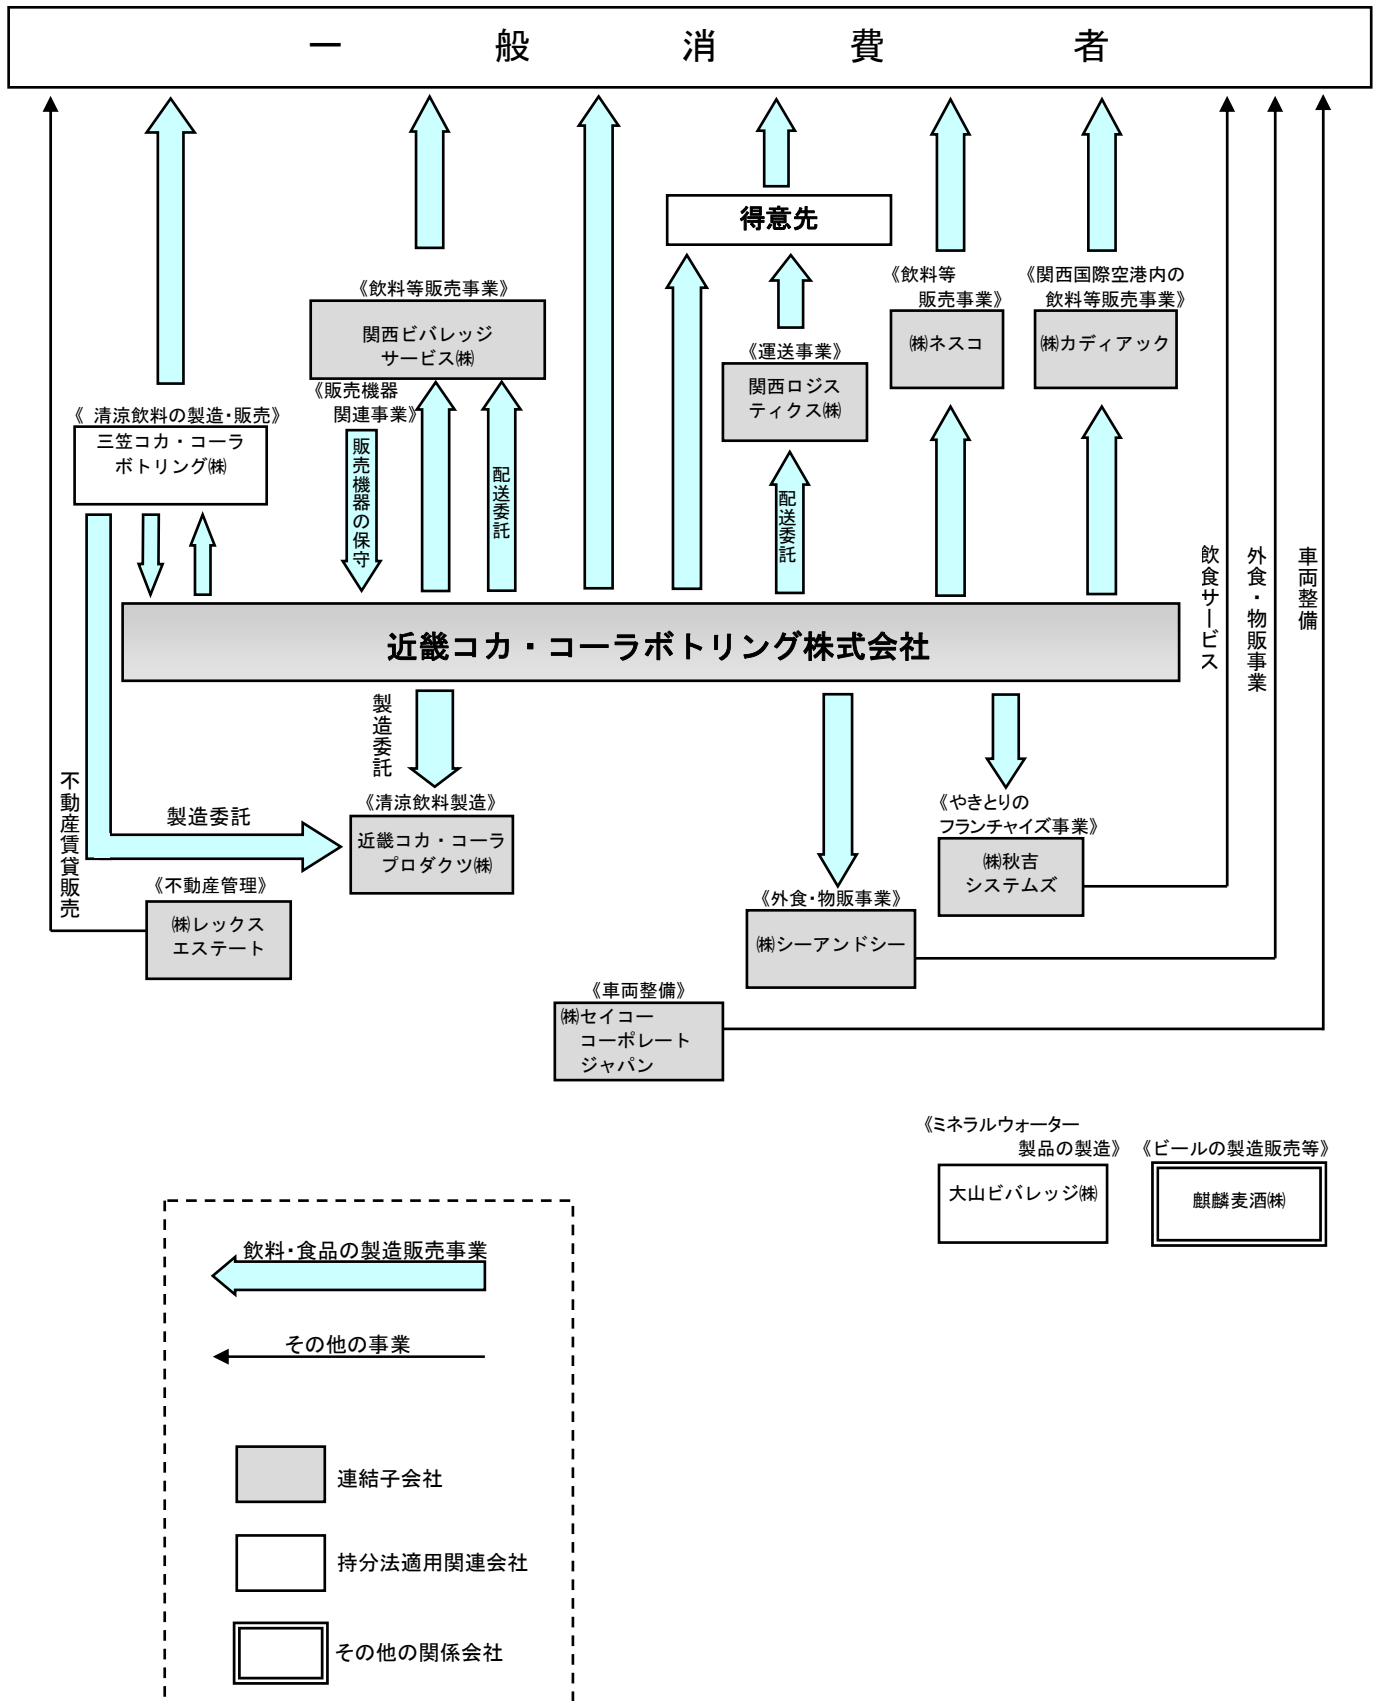 一般消費者
得意先
《飲料等
販売事業》
《関西国際空港内の
飲料等販売事業》
《飲料等販売事業》
関西ビバレッジ
サービス㈱
㈱ネスコ
㈱カディアック
《運送事業》
関西ロジス
ティクス㈱
《販売機器
関連事業》
《 清涼飲料の製造・販売》
三笠コカ・コーラ
ボトリング㈱
販売機器の保守
配送委託
配送委託
飲食サービス
外食・物販事業
車両整備
近畿コカ・コーラボトリング株式会社
製造委託
不動産賃貸販売
製造委託
《清涼飲料製造》
近畿コカ・コーラ
プロダクツ㈱
《やきとりの
フランチャイズ事業》
㈱秋吉
システムズ
《不動産管理》
㈱レックス
エステート
《外食・物販事業》
㈱シーアンドシー
《車両整備》
㈱セイコー
コーポレート
ジャパン
《ミネラルウォーター
製品の製造》
《ビールの製造販売等》
大山ビバレッジ㈱
麒麟麦酒㈱
飲料・食品の製造販売事業
その他の事業
連結子会社
持分法適用関連会社
その他の関係会社